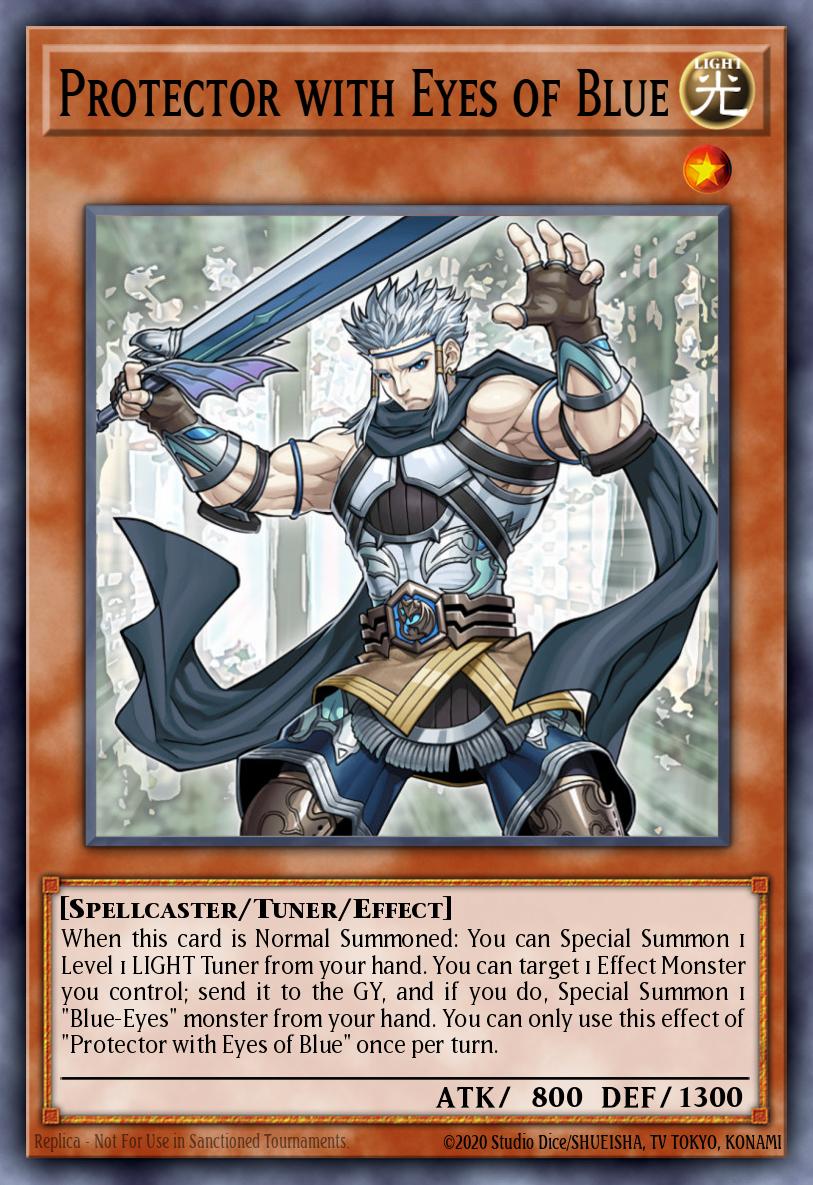 Protector with Eyes of Blue
LIGHT
光
[Spellcaster/Tuner/Effect]
When this card is Normal Summoned: You can Special Summon 1
Level 1 LIGHT Tuner from your hand. You can target 1 Effect Monster
you control; send it to the GY, and if you do, Special Summon 1
"Blue-Eyes" monster from your hand. You can only use this effect of
"Protector with Eyes of Blue" once per turn.
ATK/ 800 DEF/1300
Replica - Not For Use in Sanctioned Tournaments.
©2020 Studio Dice/SHUEISHA, TV TOKYO, KONAMI